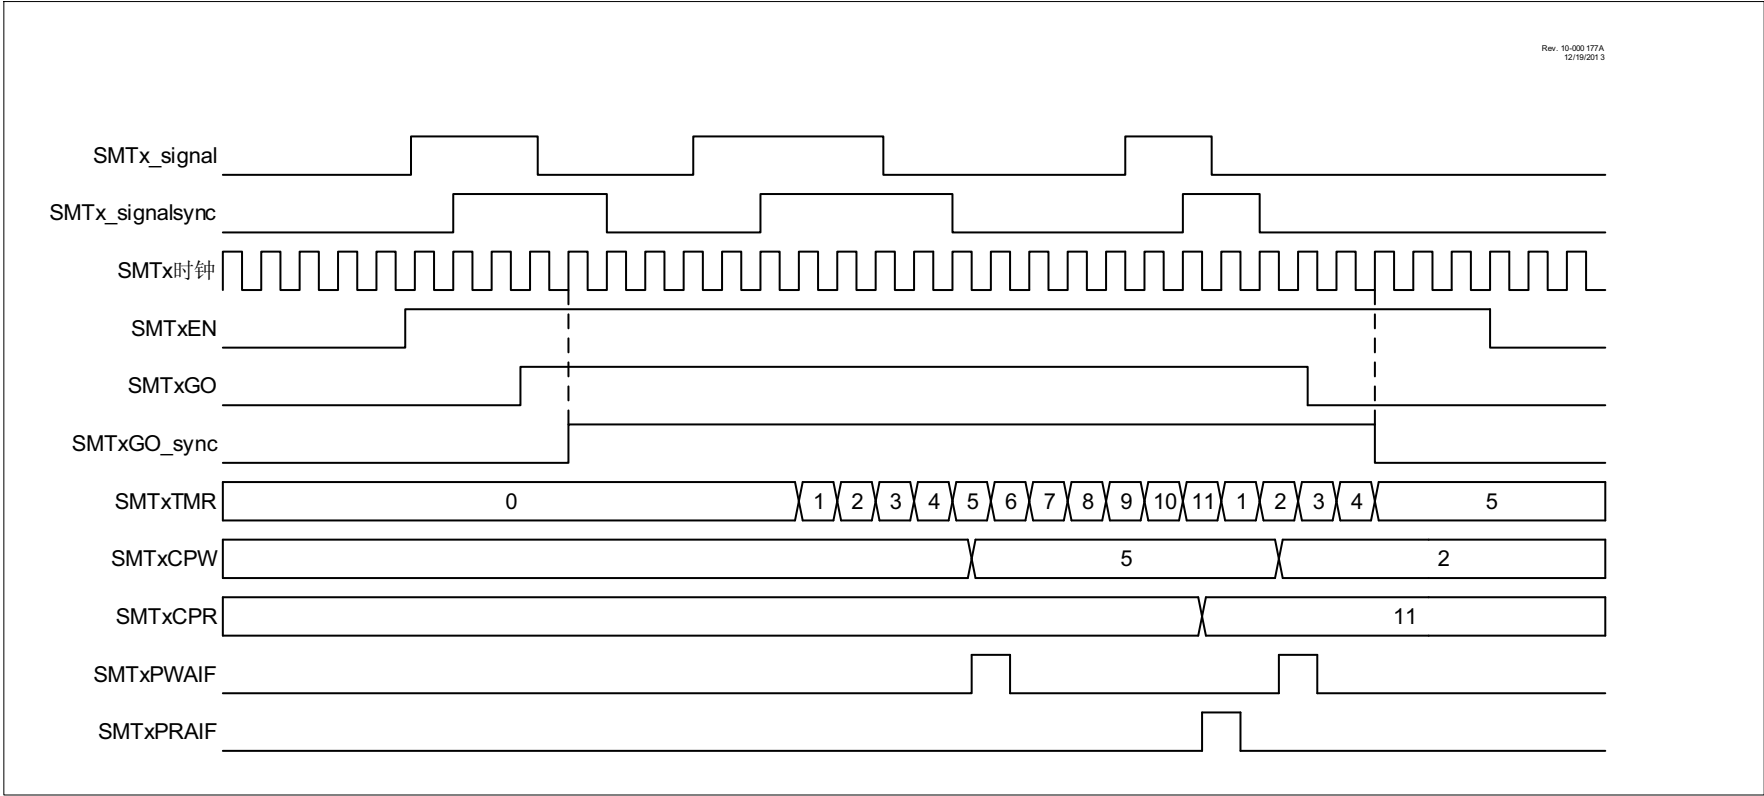 Rev. 10-000 177A
12/19/201 3
SMTx_signal
SMTx_signalsync
SMTx时钟
SMTxEN
SMTxGO
SMTxGO_sync
SMTxTMR 0 1 2 3 4 5 6 7 8 9 10 11 1 2 3 4 5
SMTxCPW 5 2
SMTxCPR 11
SMTxPWAIF
SMTxPRAIF